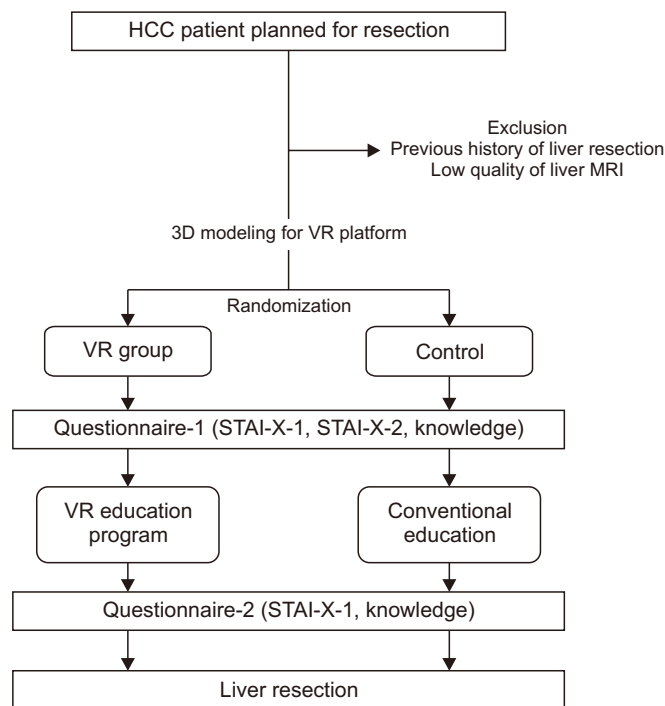 HCC patient planned for resection
Exclusion
Previous history of liver resection
Low quality of liver MRI
3D modeling for VR platform
Randomization
VR group
Control
Questionnaire-1 (STAI-X-1, STAI-X-2, knowledge)
VR education
program
Conventional
education
Questionnaire-2 (STAI-X-1, knowledge)
Liver resection